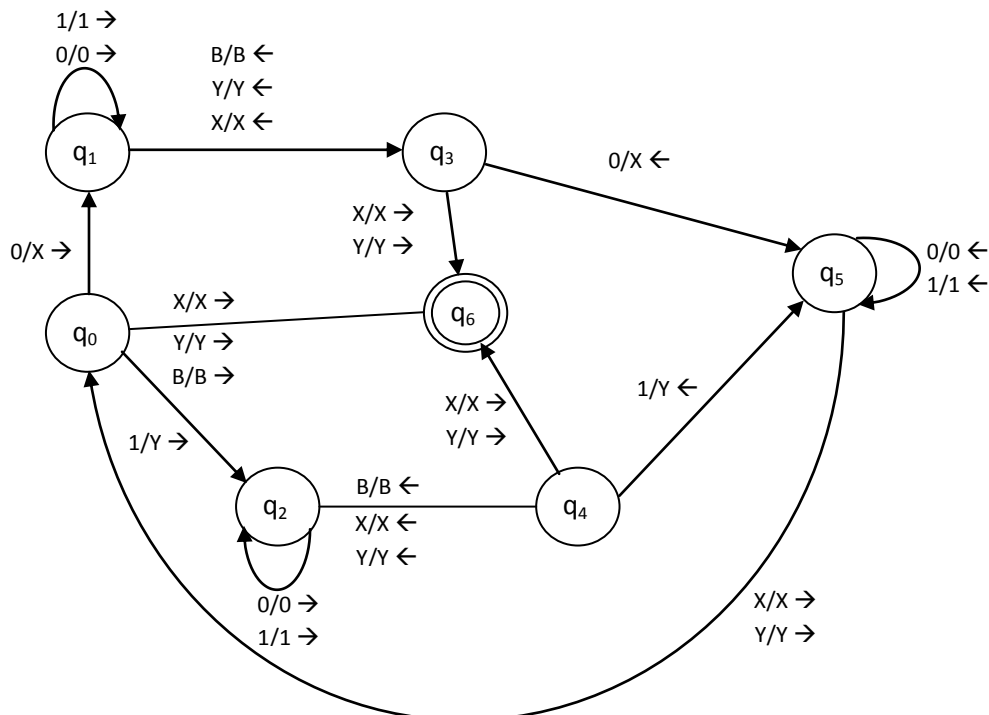 1/1 →
0/0 →
B/B ←
Y/Y ←
X/X ←
q1
q3
0/X ←
X/X →
Y/Y →
0/X →
q5
0/0 ←
1/1 ←
X/X →
q6
q0
Y/Y →
B/B →
1/Y ←
X/X →
Y/Y →
1/Y →
B/B ←
q2
q4
X/X ←
Y/Y ←
0/0 →
1/1 →
X/X →
Y/Y →